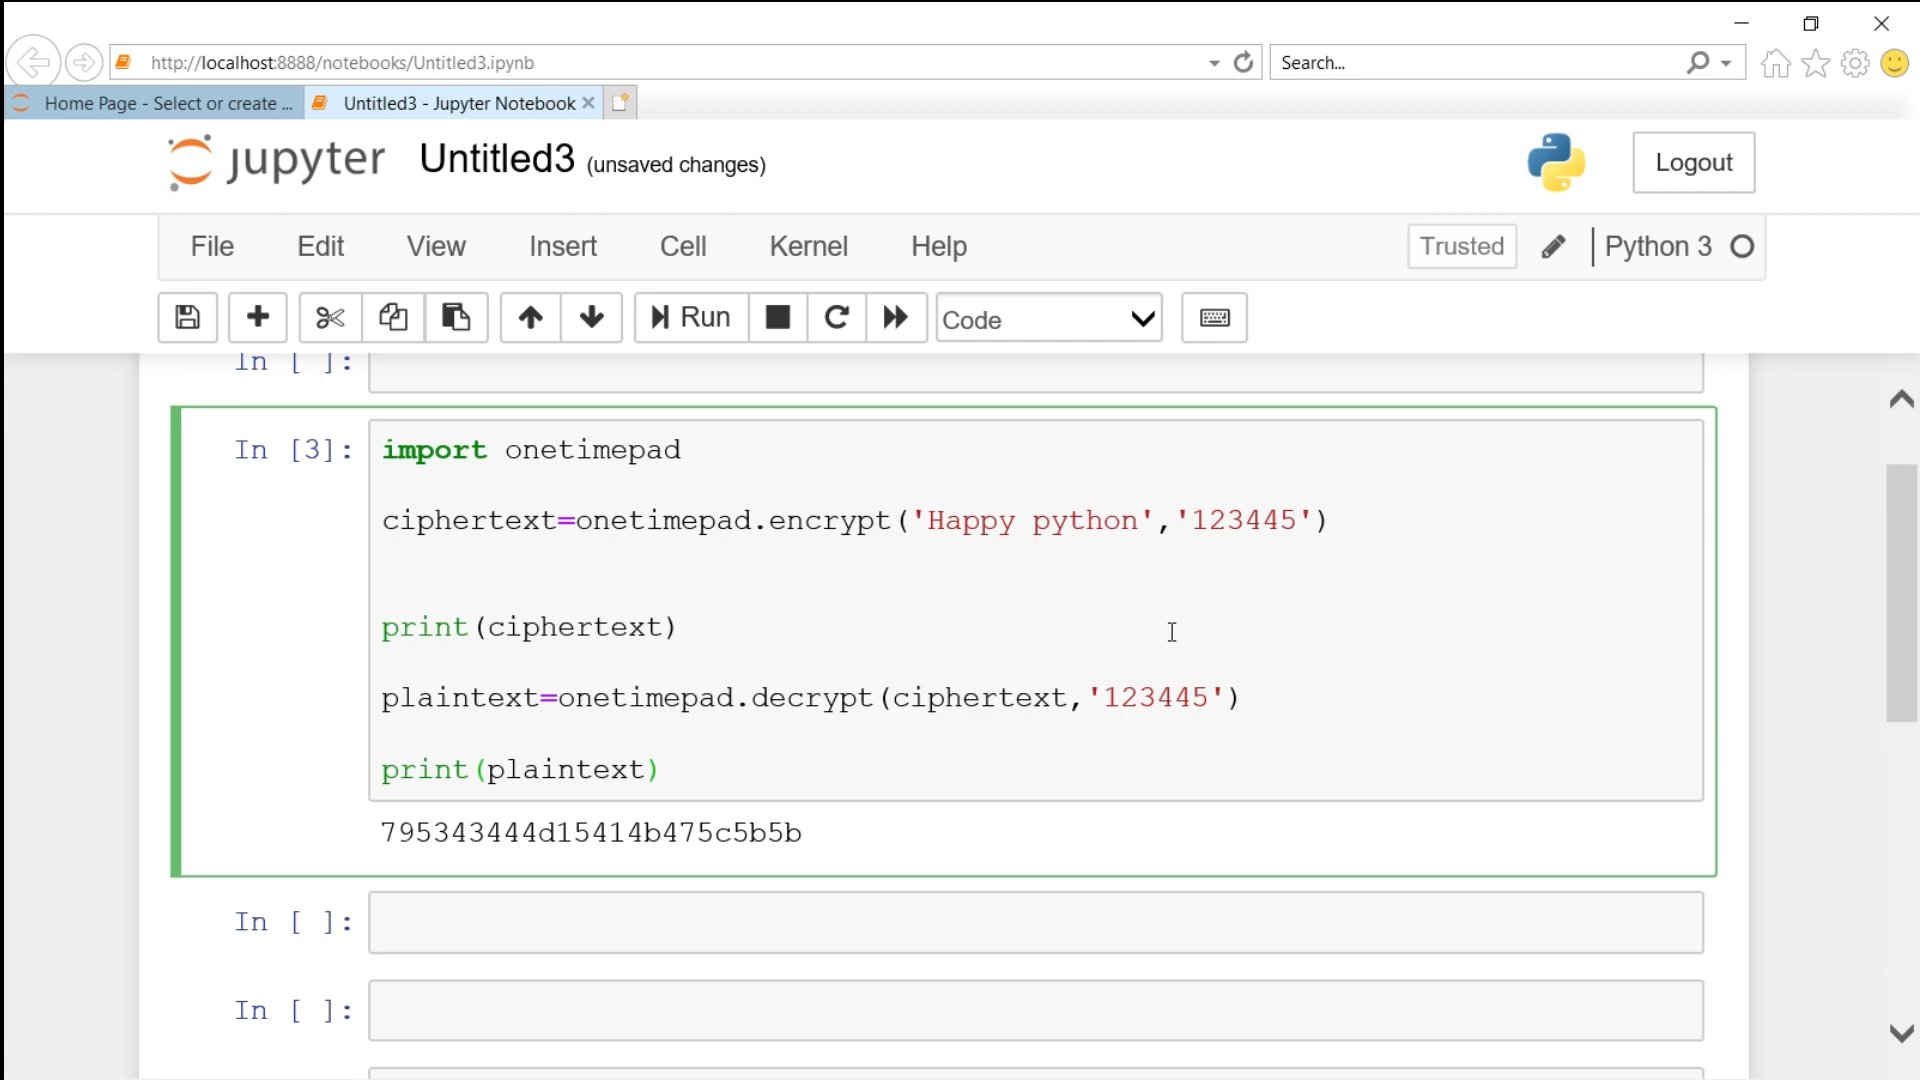 http://localhost:8888/notebooks/Untitled3.ipynb
Search...
Home Page - Select or create ...
Untitled3 - Jupyter Notebook
jupyter
Untitled3 (unsaved changes)
Logout
File Edit View Insert Cell Kernel Help
Trusted
Python 3
Run
Code
In [ ]:
In [3]:
import onetimepad
ciphertext=onetimepad.encrypt('Happy python','123445')
print(ciphertext)
plaintext=onetimepad.decrypt(ciphertext,'123445')
print(plaintext)
795343444d15414b475c5b5b
In [ ]:
In [ ]: